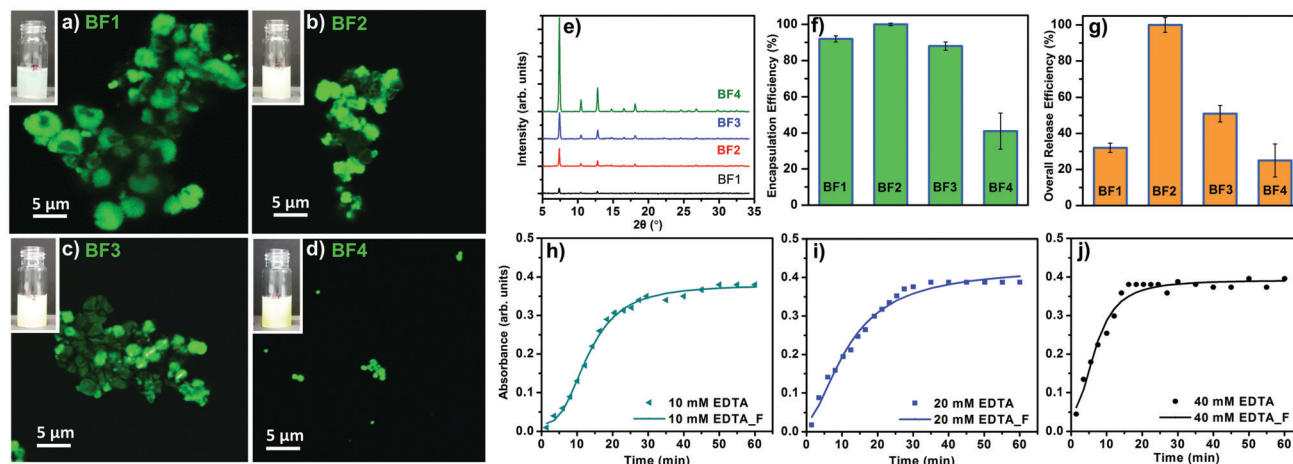 a) BF1
5 µm
b) BF2
5 µm
c) BF3
5 µm
d) BF4
5 µm
e)
Intensity (arb. units)
BF4
BF3
BF2
BF1
5 10 15 20 25 30 35
2θ (°)
f)
Encapsulation Efficiency (%)
100
80
60
40
20
0
BF1 BF2 BF3 BF4
g)
Overall Release Efficiency (%)
100
80
60
40
20
0
BF1 BF2 BF3 BF4
h)
Absorbance (arb. units)
0.5
0.4
0.3
0.2
0.1
0.0
10 mM EDTA
10 mM EDTA_F
0 10 20 30 40 50 60
Time (min)
i)
0.5
0.4
0.3
0.2
0.1
0.0
20 mM EDTA
20 mM EDTA_F
0 10 20 30 40 50 60
Time (min)
j)
0.5
0.4
0.3
0.2
0.1
0.0
40 mM EDTA
40 mM EDTA_F
0 10 20 30 40 50 60
Time (min)